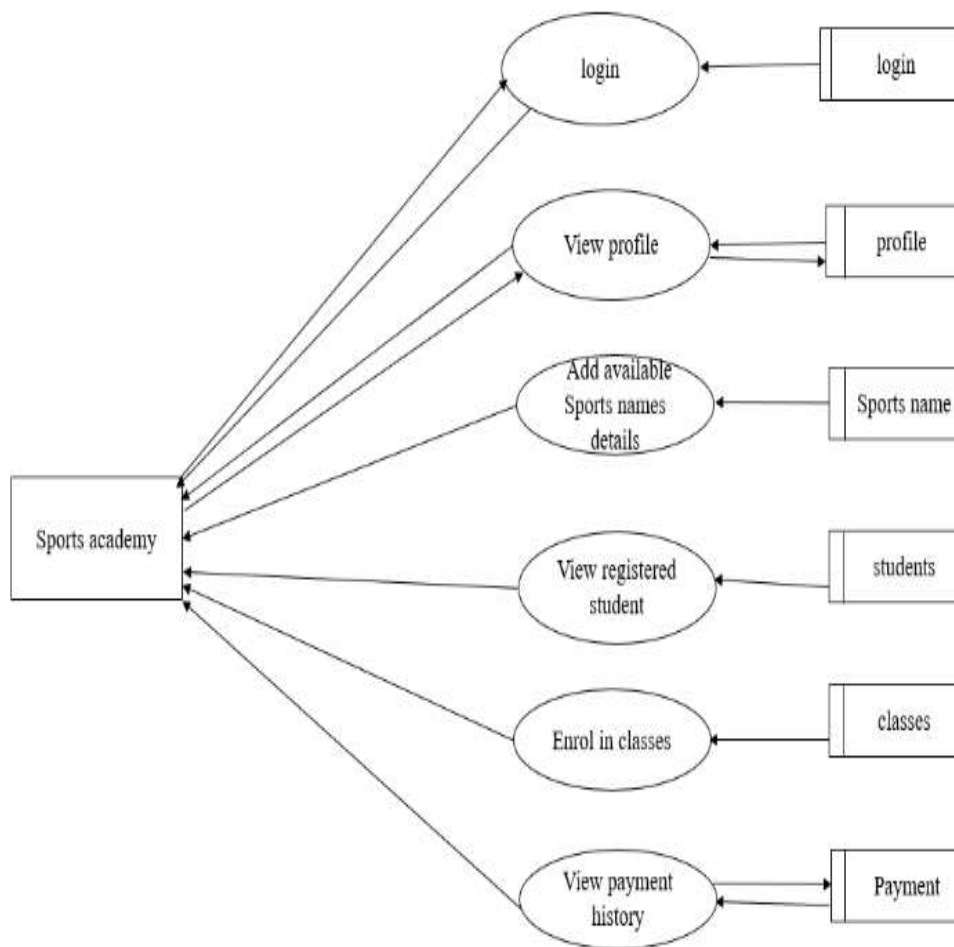 login
login
View profile
profile
Add available
Sports names
details
Sports name
Sports academy
View registered
student
students
Enrol in classes
classes
View payment
history
Payment